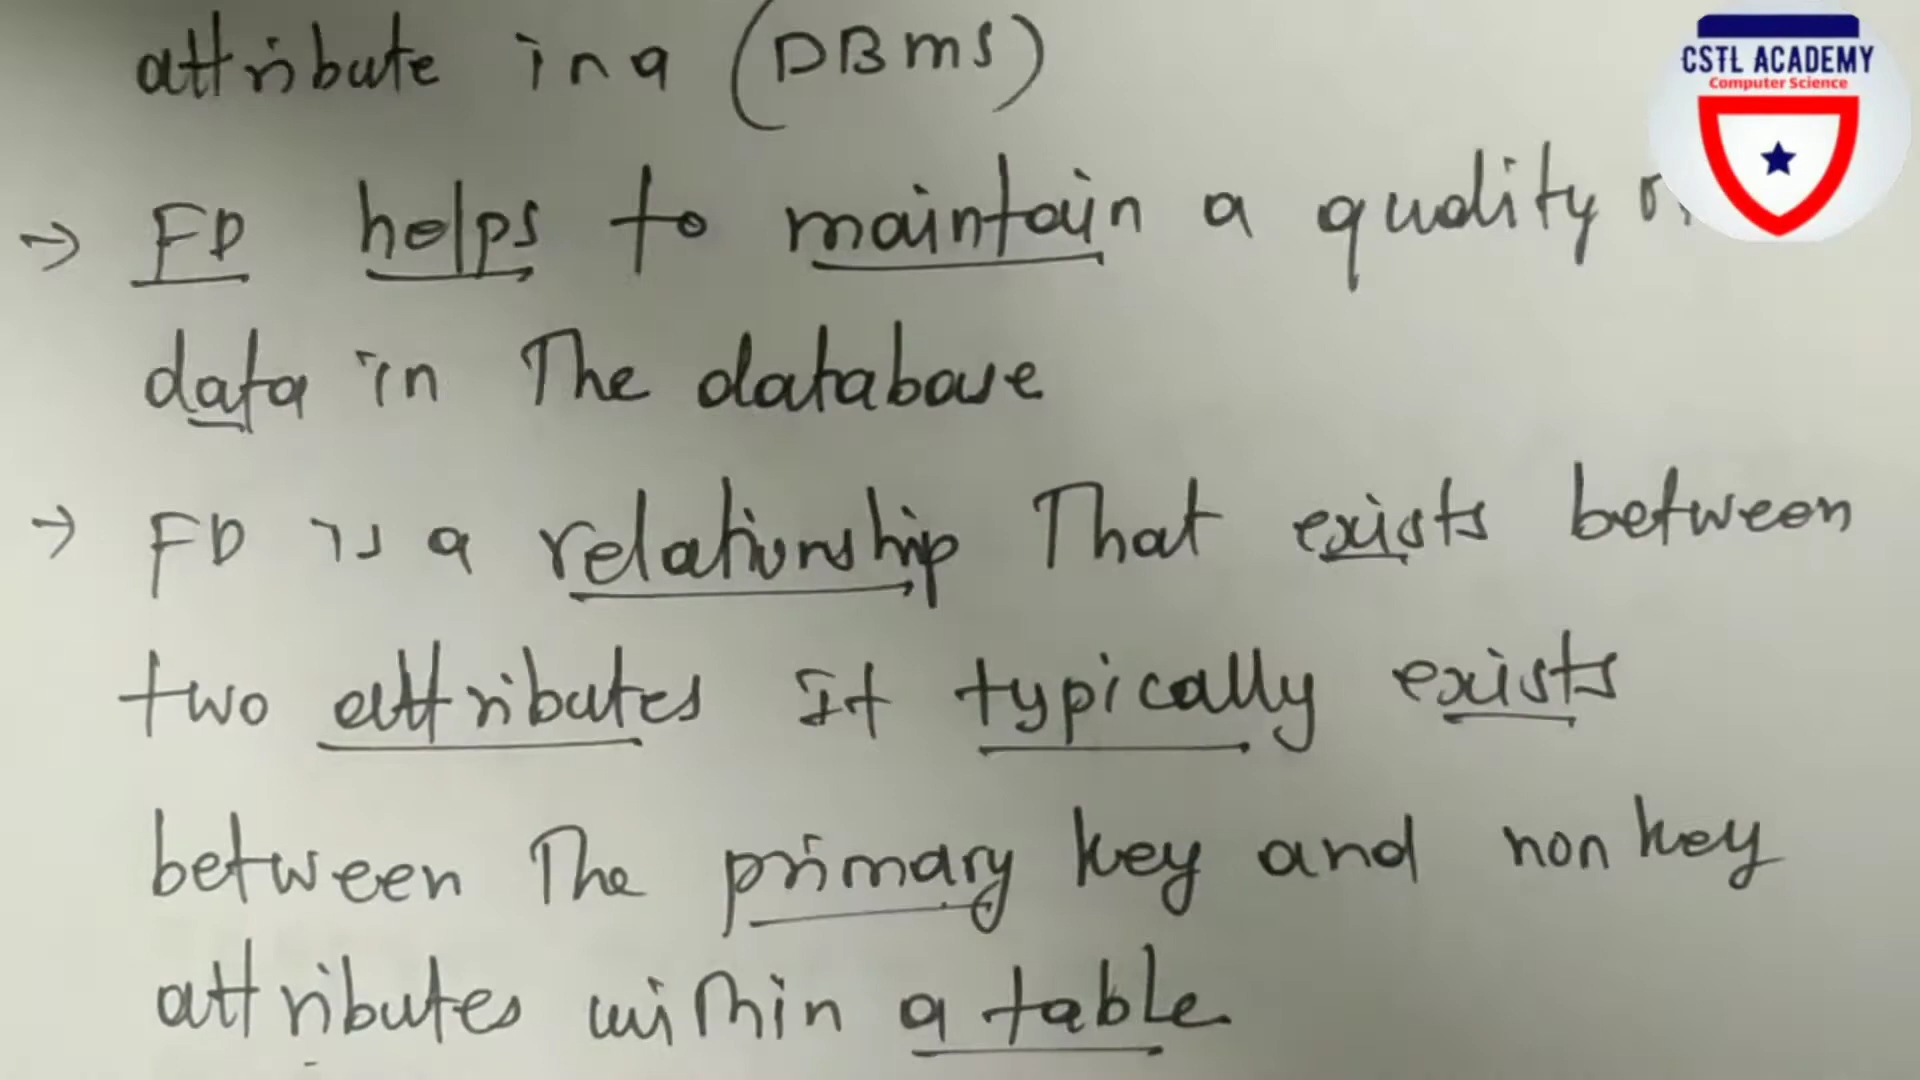 attribute in a (DBMS)
CSTL ACADEMY
Computer Science
→ FD helps to maintain a quality
data in The database
→ FD is a relationship That exists between
two attributes It typically exists
between The primary key and non key
attributes within a table